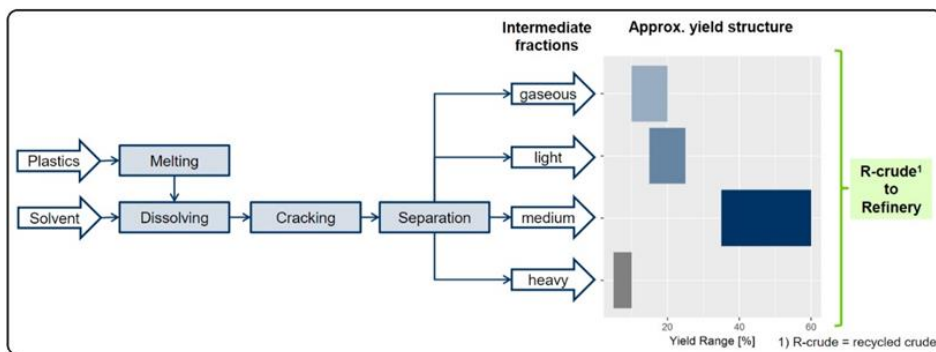 Intermediate
fractions
Approx. yield structure
gaseous
Plastics
Melting
light
Solvent
Dissolving
Cracking
Separation
medium
heavy
R-crude¹
to
Refinery
20
40
60
Yield Range [%]
1) R-crude = recycled crude